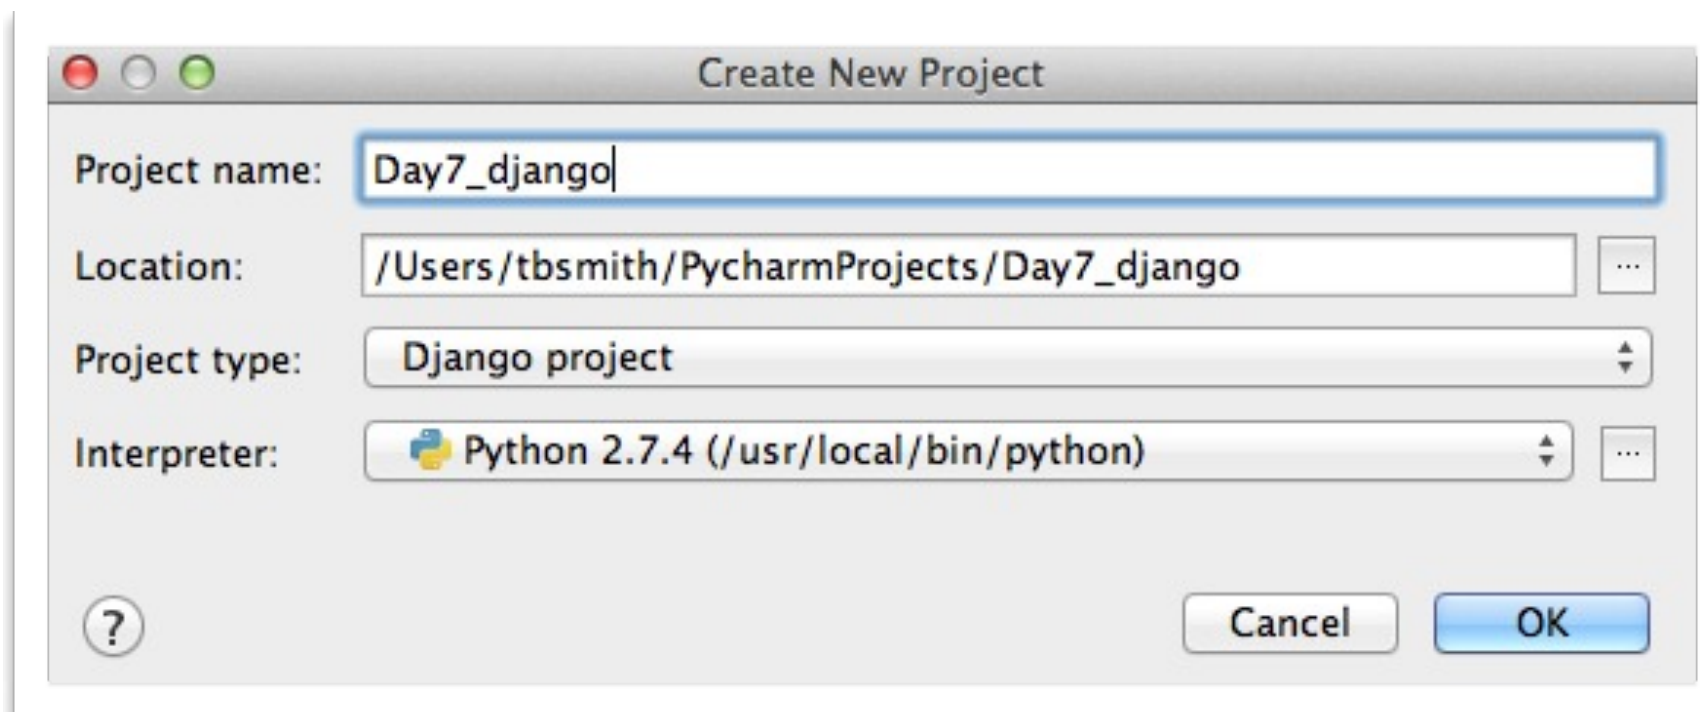 Create New Project
Project name: Day7_django
Location: /Users/tbsmith/PycharmProjects/Day7_django ...
Project type: Django project
Interpreter: Python 2.7.4 (/usr/local/bin/python) ...
? Cancel OK